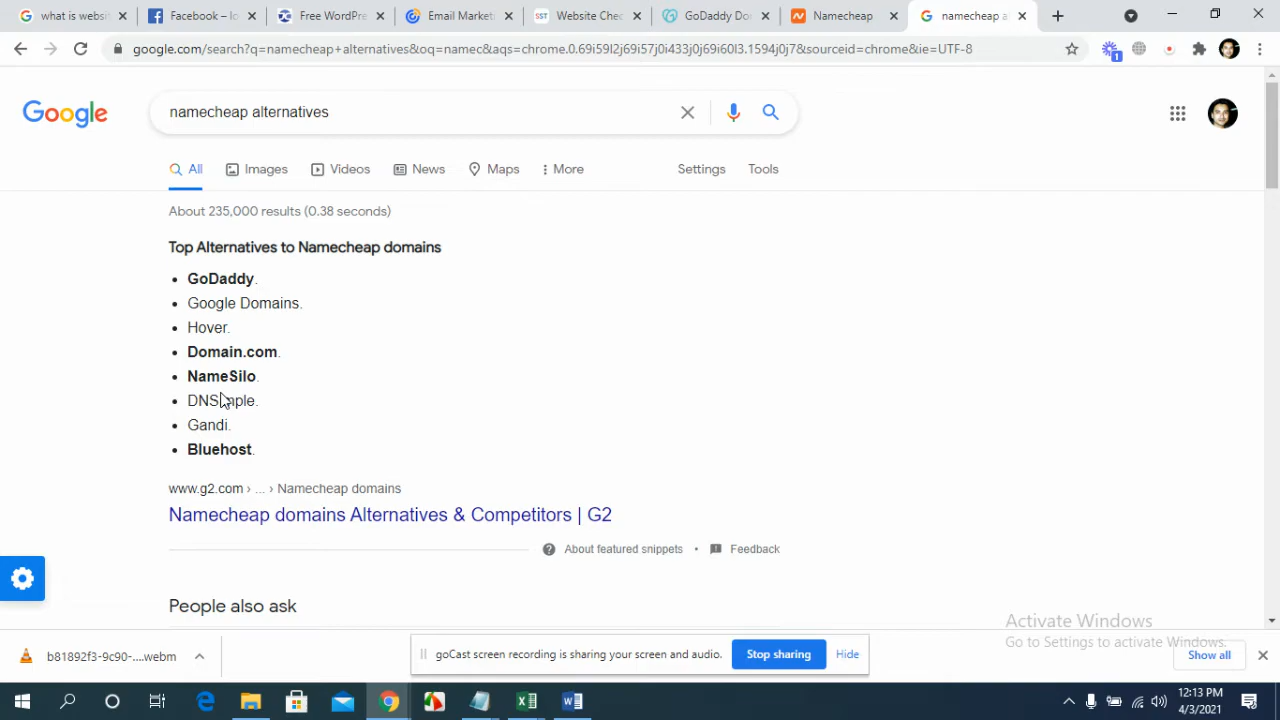 what is websit
Facebook – lo
Free WordPre
Email Market
SST
Website Chec
GoDaddy Do
Namecheap
namecheap a
google.com/search?q=namecheap+alternatives&oq=namec&aqs=chrome.0.69i59l2j69i57j0i433j0j69i60l3.1594j0j7&sourceid=chrome&ie=UTF-8
1
Google
namecheap alternatives
All
Images
Videos
News
Maps
More
Settings
Tools
About 235,000 results (0.38 seconds)
Top Alternatives to Namecheap domains
• GoDaddy.
• Google Domains.
• Hover.
• Domain.com.
• NameSilo.
• DNSimple.
• Gandi.
• Bluehost.
www.g2.com › ... › Namecheap domains
Namecheap domains Alternatives & Competitors | G2
About featured snippets • Feedback
People also ask
Activate Windows
Go to Settings to activate Windows.
b81892f3-9c90-....webm
goCast screen recording is sharing your screen and audio.
Stop sharing
Hide
Show all
12:13 PM
4/3/2021